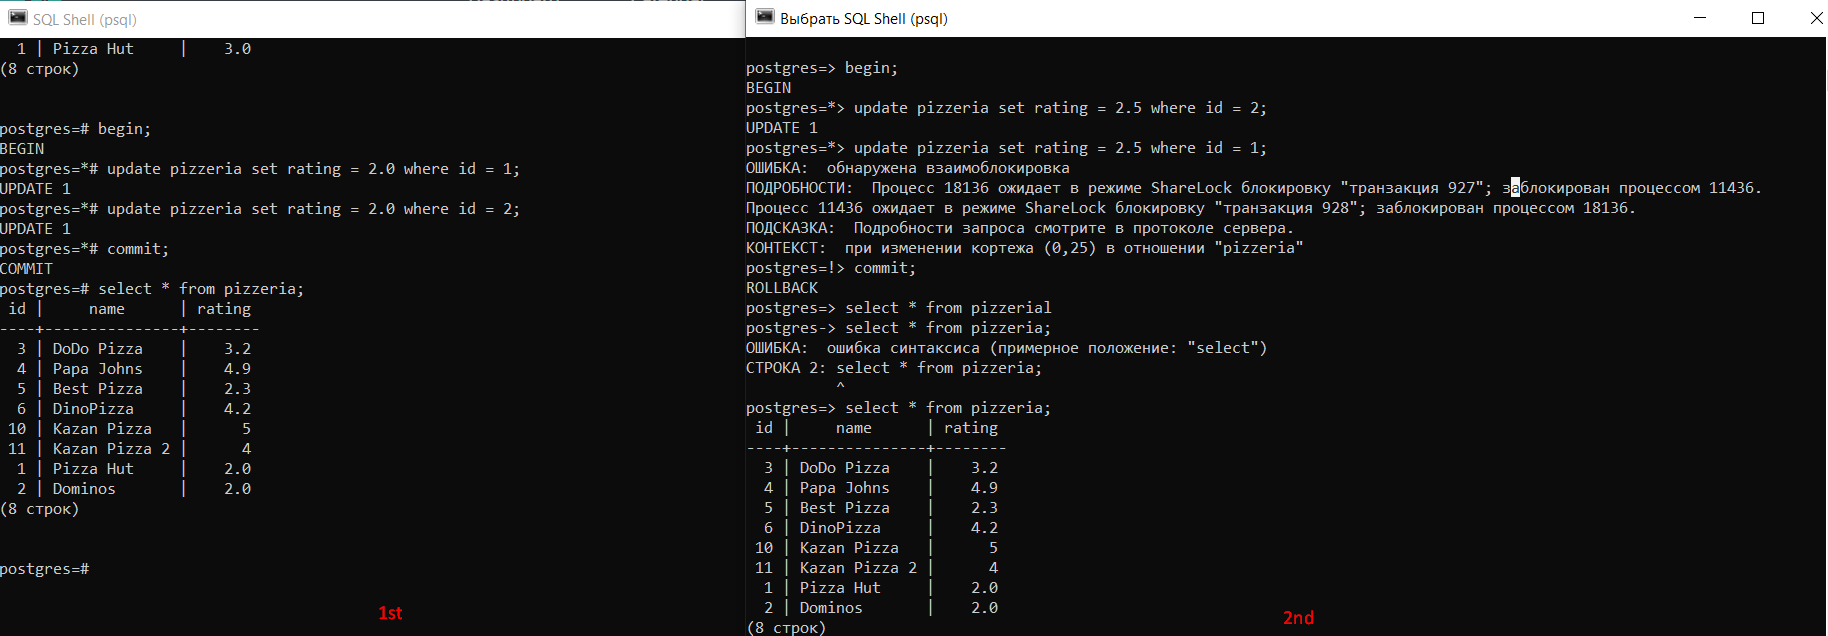 SQL Shell (psql)
1 | Pizza Hut | 3.0
(8 строк)
postgres=# begin;
BEGIN
postgres=*# update pizzeria set rating = 2.0 where id = 1;
UPDATE 1
postgres=*# update pizzeria set rating = 2.0 where id = 2;
UPDATE 1
postgres=*# commit;
COMMIT
postgres=# select * from pizzeria;
id | name | rating
----+---------------+--------
3 | DoDo Pizza | 3.2
4 | Papa Johns | 4.9
5 | Best Pizza | 2.3
6 | DinoPizza | 4.2
10 | Kazan Pizza | 5
11 | Kazan Pizza 2 | 4
1 | Pizza Hut | 2.0
2 | Dominos | 2.0
(8 строк)
postgres=#
1st
Выбрать SQL Shell (psql)
postgres=> begin;
BEGIN
postgres=*> update pizzeria set rating = 2.5 where id = 2;
UPDATE 1
postgres=*> update pizzeria set rating = 2.5 where id = 1;
ОШИБКА:  обнаружена взаимоблокировка
ПОДРОБНОСТИ:  Процесс 18136 ожидает в режиме ShareLock блокировку "транзакция 927"; заблокирован процессом 11436.
Процесс 11436 ожидает в режиме ShareLock блокировку "транзакция 928"; заблокирован процессом 18136.
ПОДСКАЗКА:  Подробности запроса смотрите в протоколе сервера.
КОНТЕКСТ:  при изменении кортежа (0,25) в отношении "pizzeria"
postgres=!> commit;
ROLLBACK
postgres=> select * from pizzerial
postgres-> select * from pizzeria;
ОШИБКА:  ошибка синтаксиса (примерное положение: "select")
СТРОКА 2: select * from pizzeria;
^
postgres=> select * from pizzeria;
id | name | rating
----+---------------+--------
3 | DoDo Pizza | 3.2
4 | Papa Johns | 4.9
5 | Best Pizza | 2.3
6 | DinoPizza | 4.2
10 | Kazan Pizza | 5
11 | Kazan Pizza 2 | 4
1 | Pizza Hut | 2.0
2 | Dominos | 2.0
(8 строк)
2nd